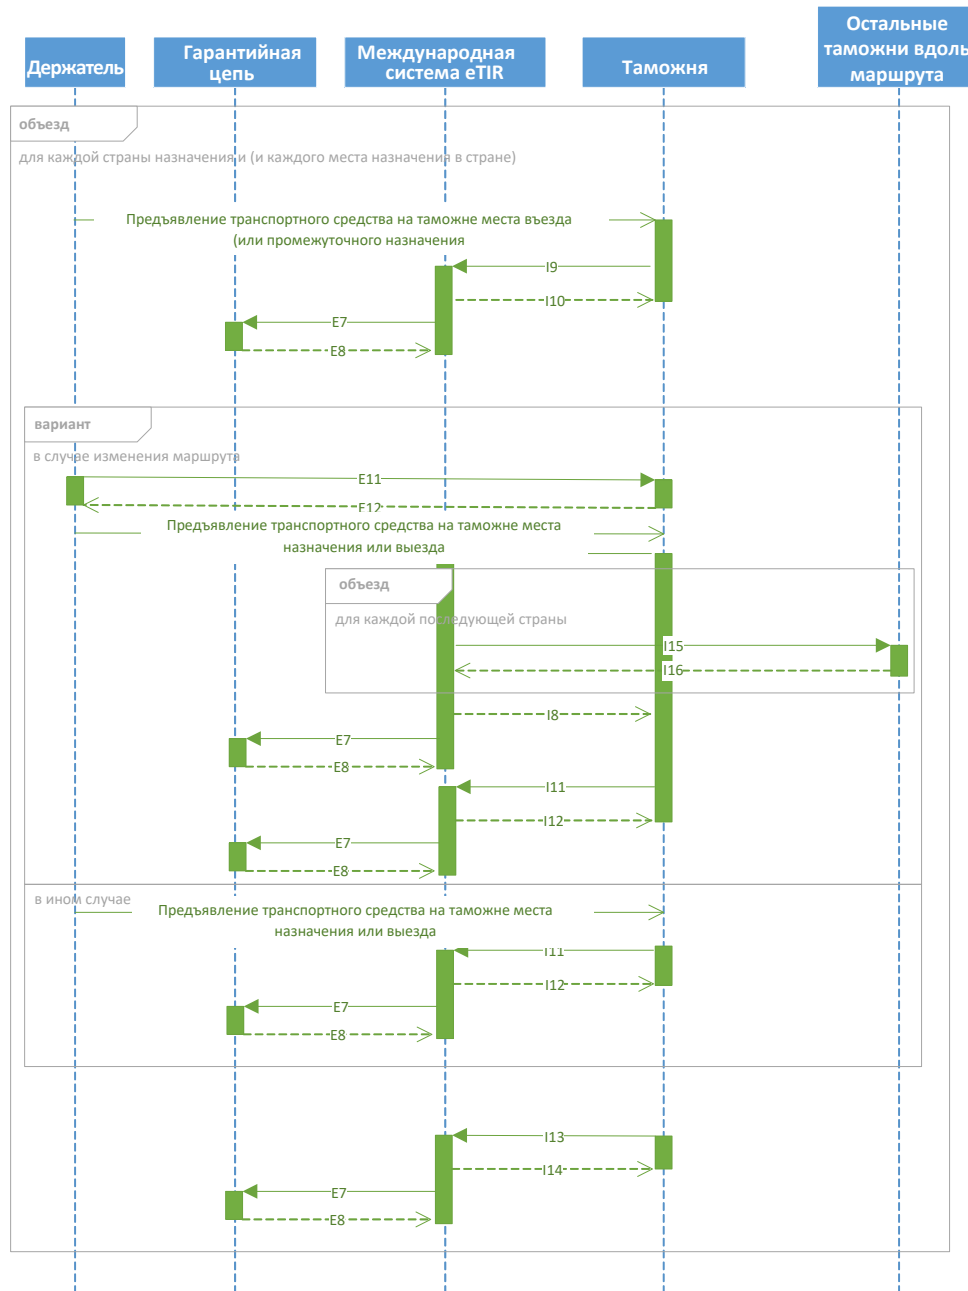 Держатель
Гарантийная
цепь
Международная
система eTIR
Таможня
Остальные
таможни вдоль
маршрута
объезд
для каждой страны назначения и (и каждого места назначения в стране)
Предъявление транспортного средства на таможне места въезда
(или промежуточного назначения
I9
I10
E7
E8
вариант
в случае изменения маршрута
E11
E12
Предъявление транспортного средства на таможне места
назначения или выезда
объезд
для каждой последующей страны
I15
I16
I8
E7
E8
I11
I12
E7
E8
в ином случае
Предъявление транспортного средства на таможне места
назначения или выезда
I11
I12
E7
E8
I13
I14
E7
E8